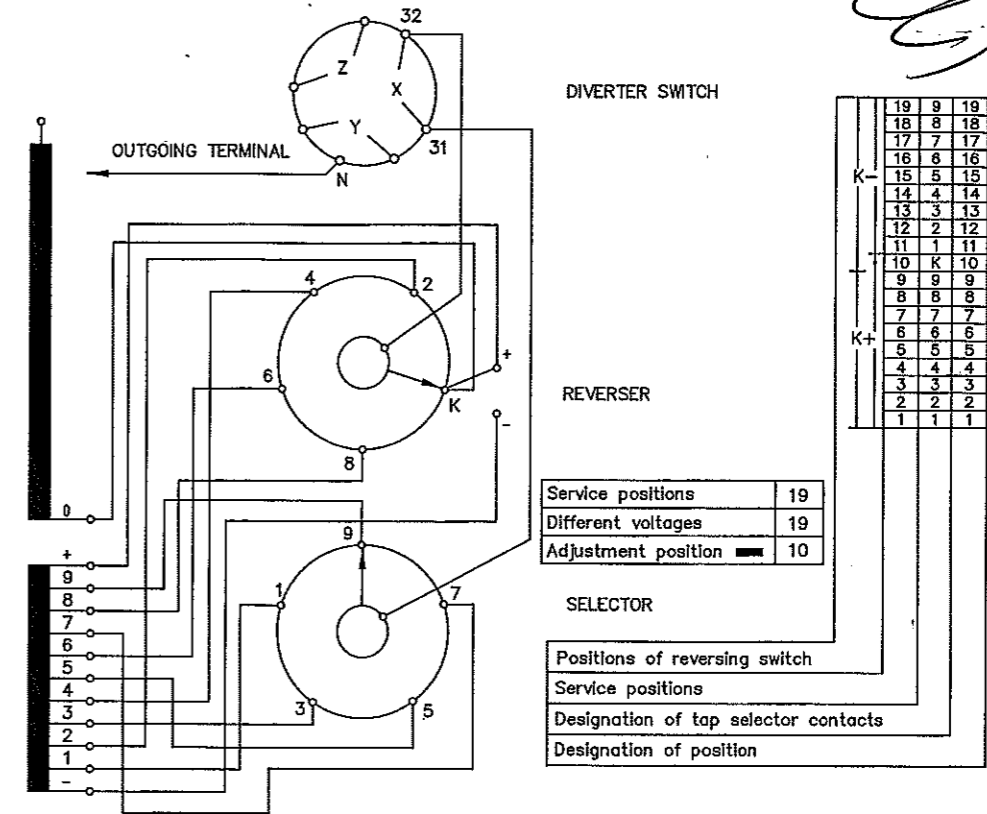 32
Z
X
Y
31
N
OUTGOING TERMINAL
DIVERTER SWITCH
4
2
6
K
8
+
-
REVERSER
0
+
9
8
7
6
5
4
3
2
1
-
9
1
7
3
5
SELECTOR
Service positions 19
Different voltages 19
Adjustment position 10
K-
K+
19 9 19
18 8 18
17 7 17
16 6 16
15 5 15
14 4 14
13 3 13
12 2 12
11 1 11
10 K 10
9 9 9
8 8 8
7 7 7
6 6 6
5 5 5
4 4 4
3 3 3
2 2 2
1 1 1
Positions of reversing switch
Service positions
Designation of tap selector contacts
Designation of position